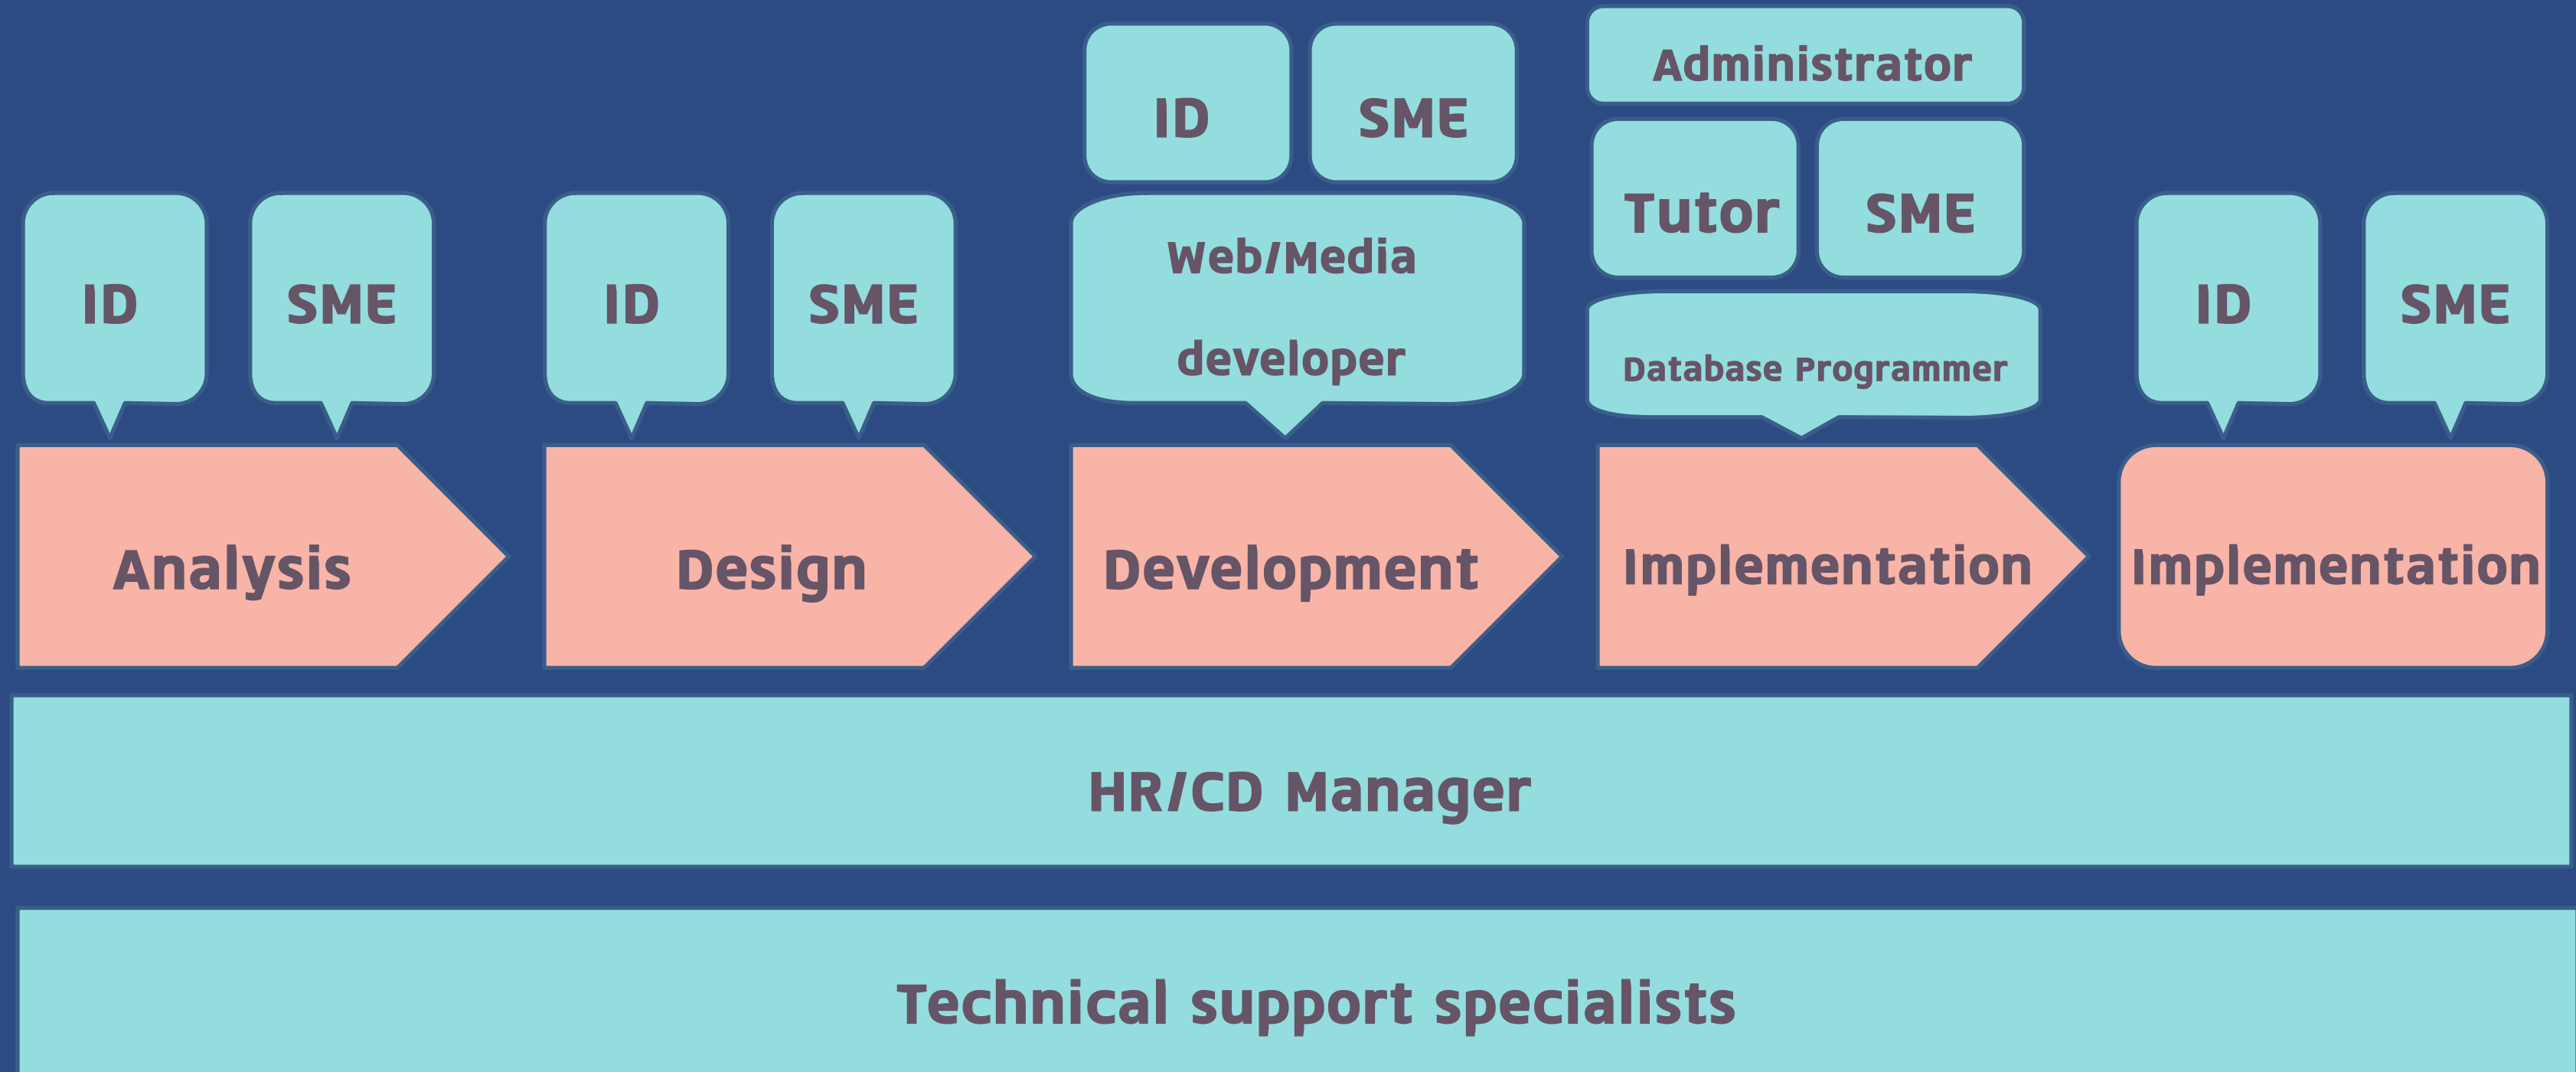 Administrator
ID
SME
Tutor
SME
Web/Media
developer
ID
SME
ID
SME
Database Programmer
ID
SME
Analysis
Design
Development
Implementation
Implementation
HR/CD Manager
Technical support specialists